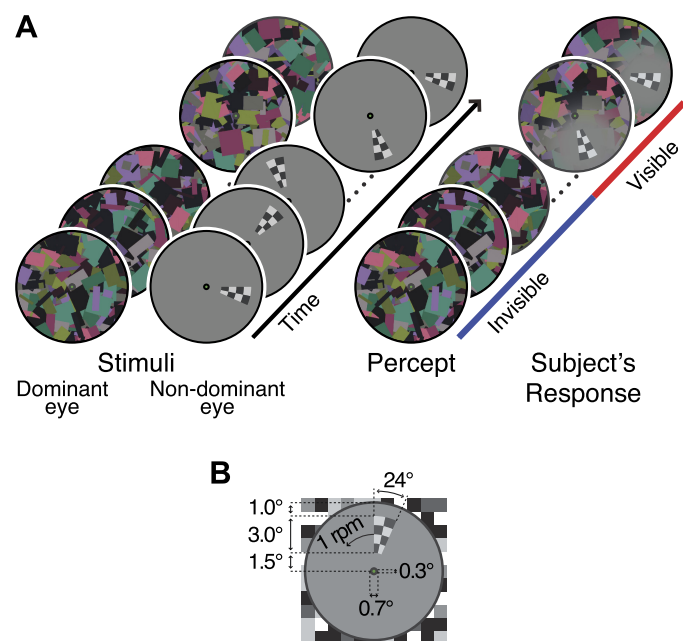 A
Time
Invisible
Visible
Stimuli
Dominant
eye
Non-dominant
eye
Percept
Subject's
Response
B
24°
1.0°
3.0°
1.5°
1 rpm
0.3°
0.7°